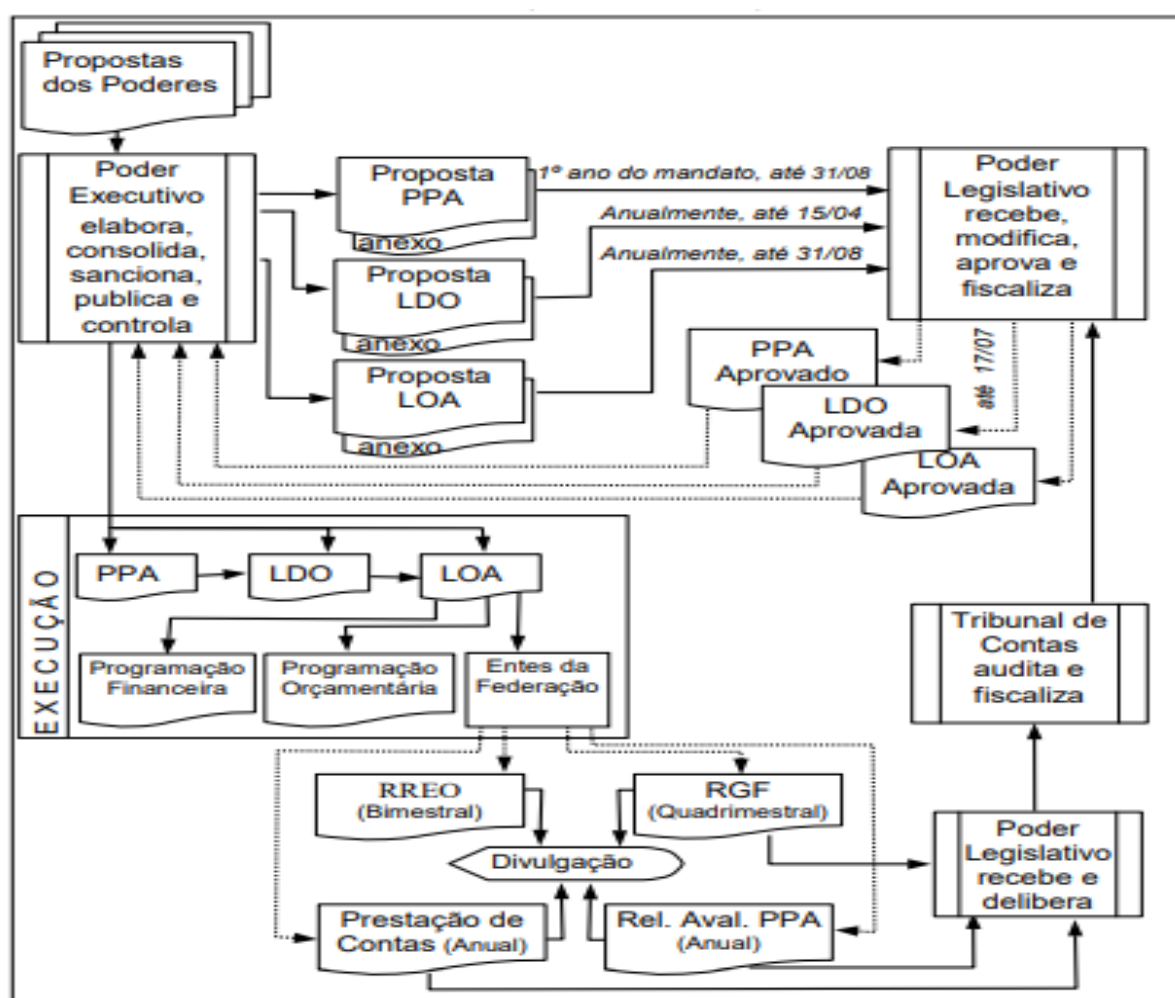 Propostas
dos Poderes
Poder
Executivo
elabora,
consolida,
sanciona,
publica e
controla
Proposta
PPA
anexo
Proposta
LDO
anexo
Proposta
LOA
anexo
1º ano do mandato, até 31/08
Anualmente, até 15/04
Anualmente, até 31/08
Poder
Legislativo
recebe,
modifica,
aprova e
fiscaliza
até 17/07
PPA
Aprovado
LDO
Aprovada
LOA
Aprovada
EXECUÇÃO
PPA
LDO
LOA
Programação
Financeira
Programação
Orçamentária
Entes da
Federação
Tribunal de
Contas
audita e
fiscaliza
RREO
(Bimestral)
RGF
(Quadrimestral)
Divulgação
Prestação de
Contas (Anual)
Rel. Aval. PPA
(Anual)
Poder
Legislativo
recebe e
delibera